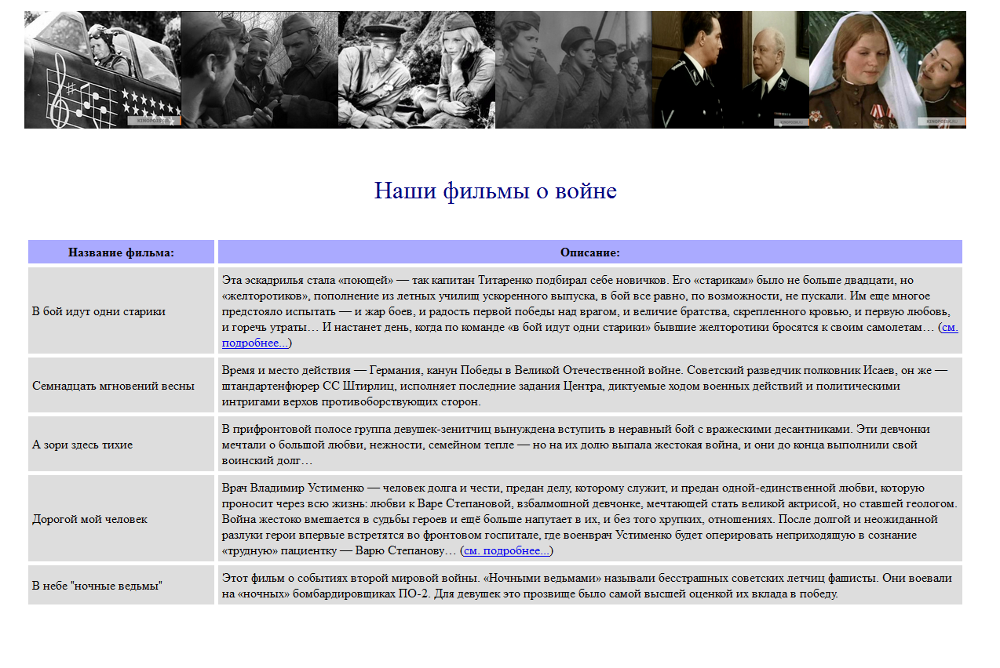 KINOPOISK.RU
KINOPOISK.RU
Наши фильмы о войне
Название фильма:
Описание:
В бой идут одни старики
Эта эскадрилья стала «поющей» — так капитан Титаренко подбирал себе новичков. Его «старикам» было не больше двадцати, но
«желторотиков», пополнение из летных училищ ускоренного выпуска, в бой все равно, по возможности, не пускали. Им еще многое
предстояло испытать — и жар боев, и радость первой победы над врагом, и величие братства, скрепленного кровью, и первую любовь,
и горечь утраты… И настанет день, когда по команде «в бой идут одни старики» бывшие желторотики бросятся к своим самолетам… (см.
подробнее...)
Семнадцать мгновений весны
Время и место действия — Германия, канун Победы в Великой Отечественной войне. Советский разведчик полковник Исаев, он же —
штандартенфюрер СС Штирлиц, исполняет последние задания Центра, диктуемые ходом военных действий и политическими
интригами верхов противоборствующих сторон.
А зори здесь тихие
В прифронтовой полосе группа девушек-зенитчиц вынуждена вступить в неравный бой с вражескими десантниками. Эти девчонки
мечтали о большой любви, нежности, семейном тепле — но на их долю выпала жестокая война, и они до конца выполнили свой
воинский долг…
Дорогой мой человек
Врач Владимир Устименко — человек долга и чести, предан делу, которому служит, и предан одной-единственной любви, которую
проносит через всю жизнь: любви к Варе Степановой, взбалмошной девчонке, мечтающей стать великой актрисой, но ставшей геологом.
Война жестоко вмешается в судьбы героев и ещё больше напутает в их, и без того хрупких, отношениях. После долгой и неожиданной
разлуки герои впервые встретятся во фронтовом госпитале, где военврач Устименко будет оперировать неприходящую в сознание
«трудную» пациентку — Варю Степанову… (см. подробнее...)
В небе "ночные ведьмы"
Этот фильм о событиях второй мировой войны. «Ночными ведьмами» называли бесстрашных советских летчиц фашисты. Они воевали
на «ночных» бомбардировщиках ПО-2. Для девушек это прозвище было самой высшей оценкой их вклада в победу.